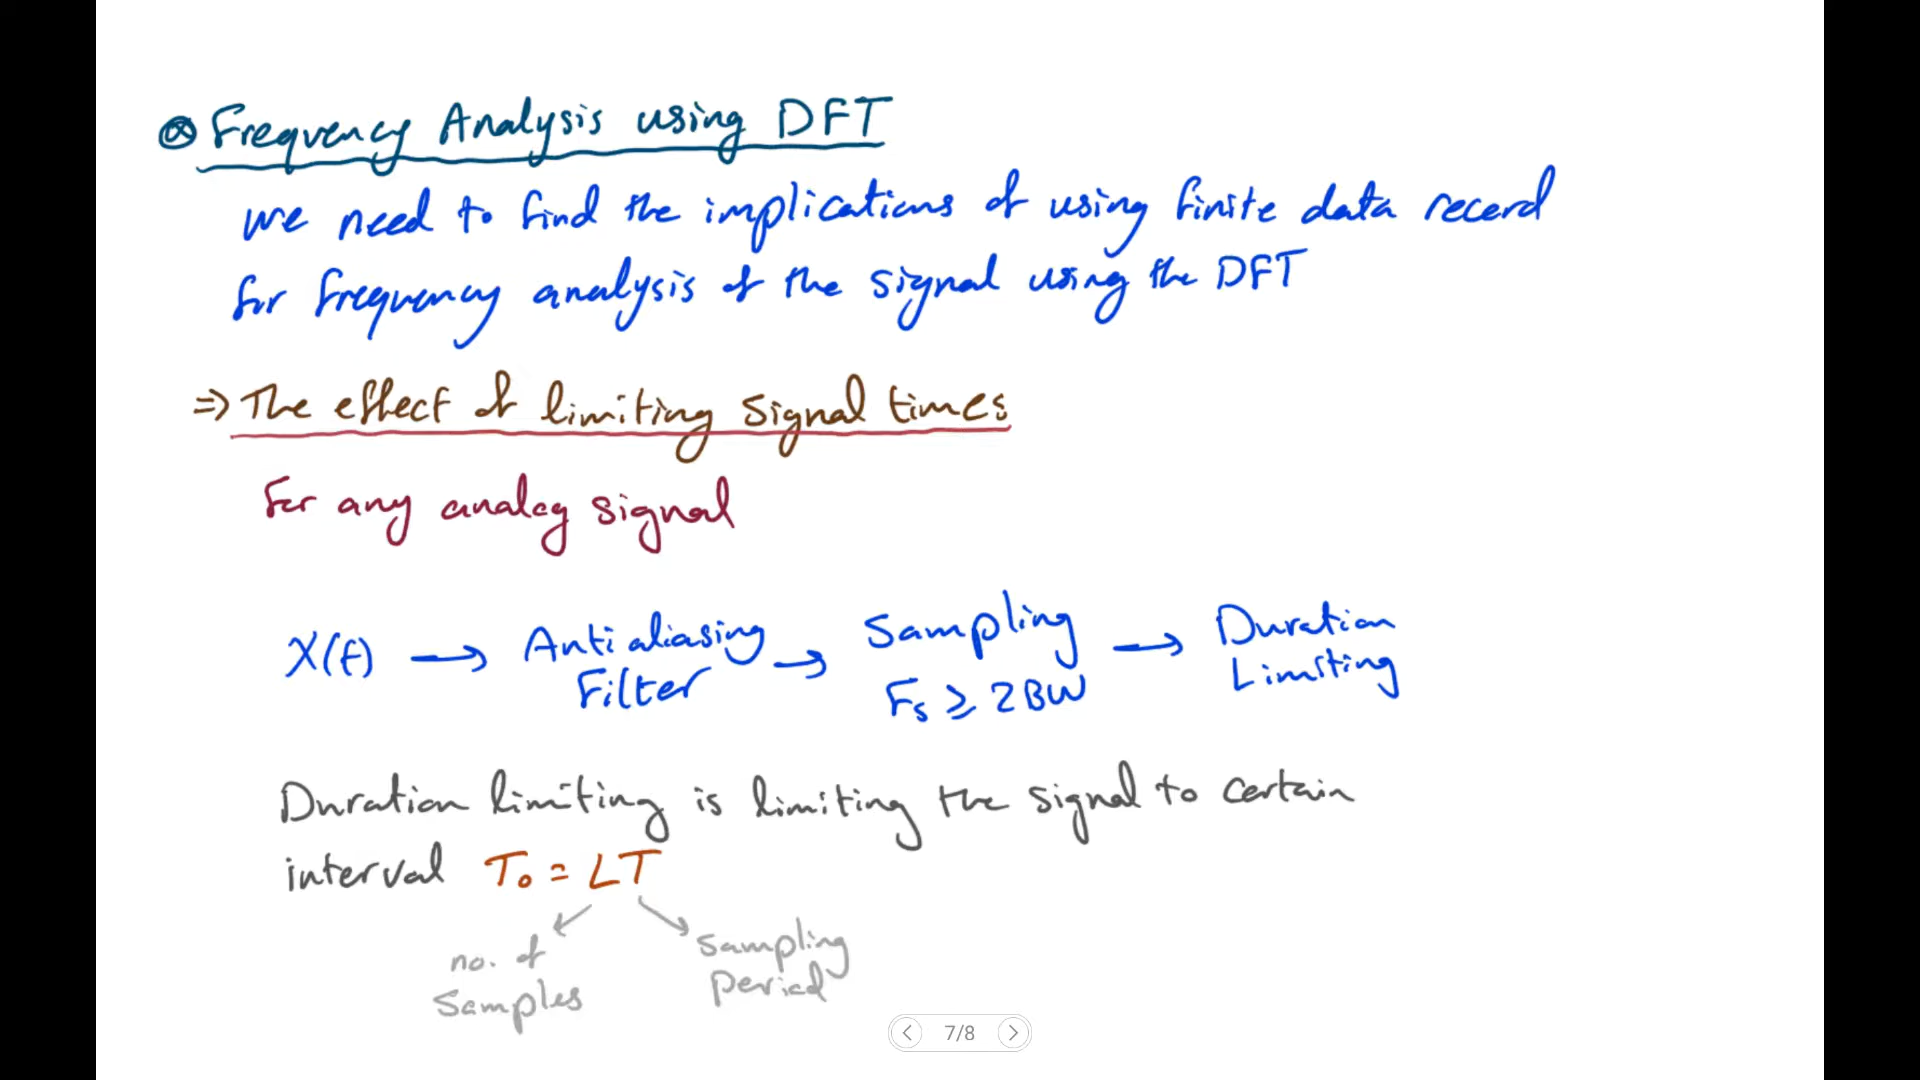 ⊗ Frequency Analysis using DFT
we need to find the implications of using finite data record
for frequency analysis of the signal using the DFT
⇒ The effect of limiting signal times
For any analog signal
X(t) → Anti aliasing Filter → Sampling Fs ≥ 2BW → Duration Limiting
Duration limiting is limiting the signal to certain
interval To = LT
no. of samples
Sampling Period
7/8